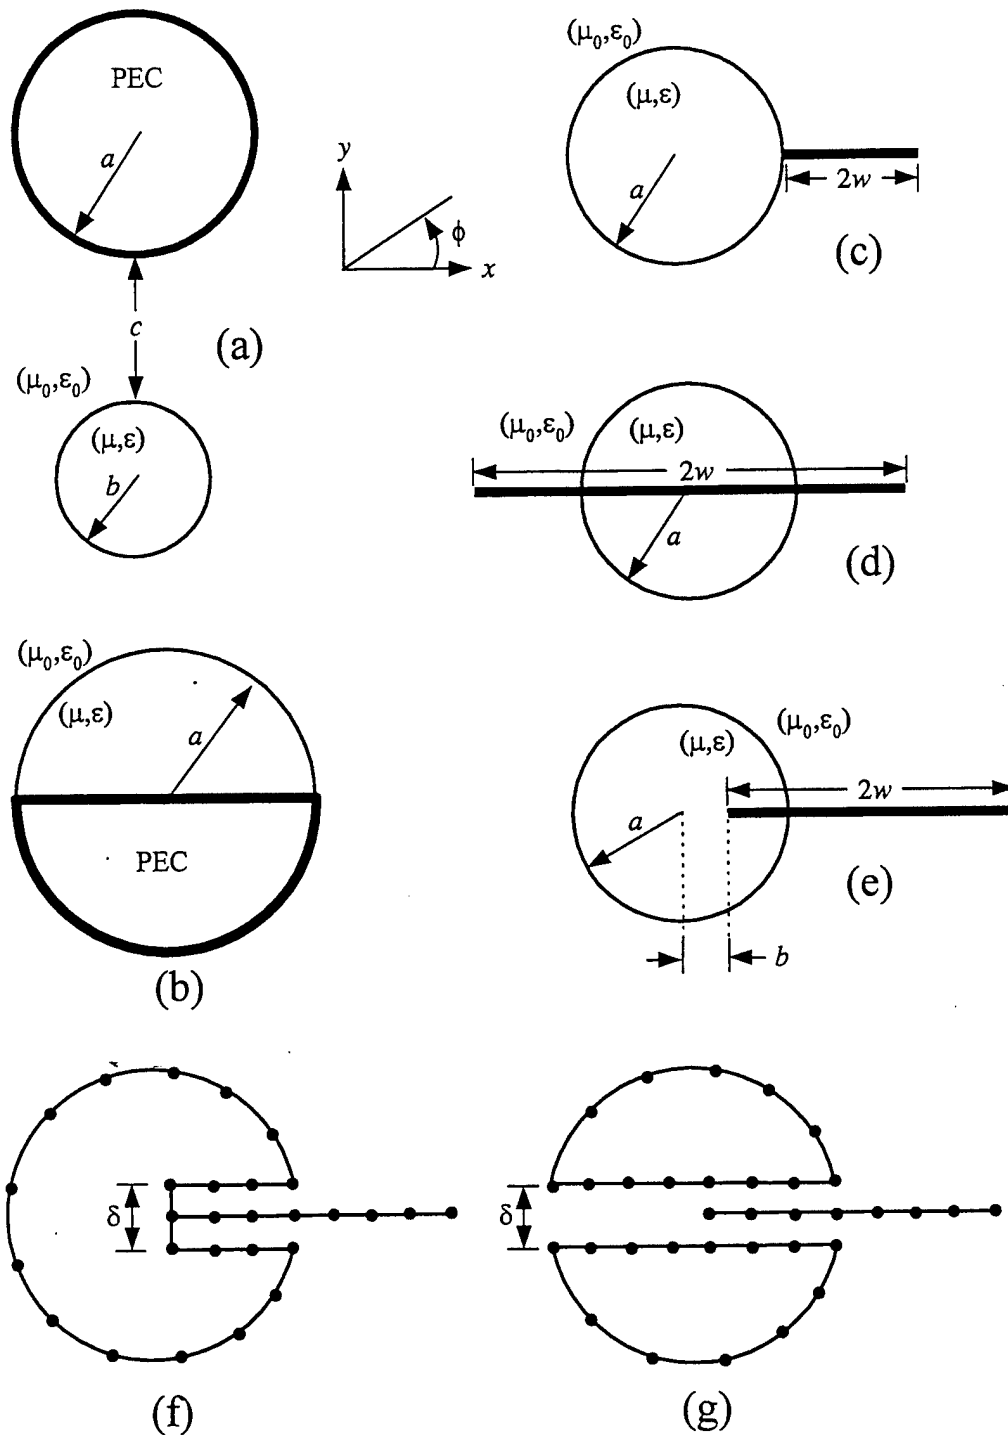 PEC
a
c
(a)
(μ₀,ε₀)
(μ,ε)
b
y
ϕ
x
(μ₀,ε₀)
(μ,ε)
a
2w
(c)
(μ₀,ε₀)
(μ,ε)
2w
a
(d)
(μ₀,ε₀)
(μ,ε)
a
PEC
(b)
(μ,ε)
(μ₀,ε₀)
a
2w
(e)
b
δ
(f)
δ
(g)